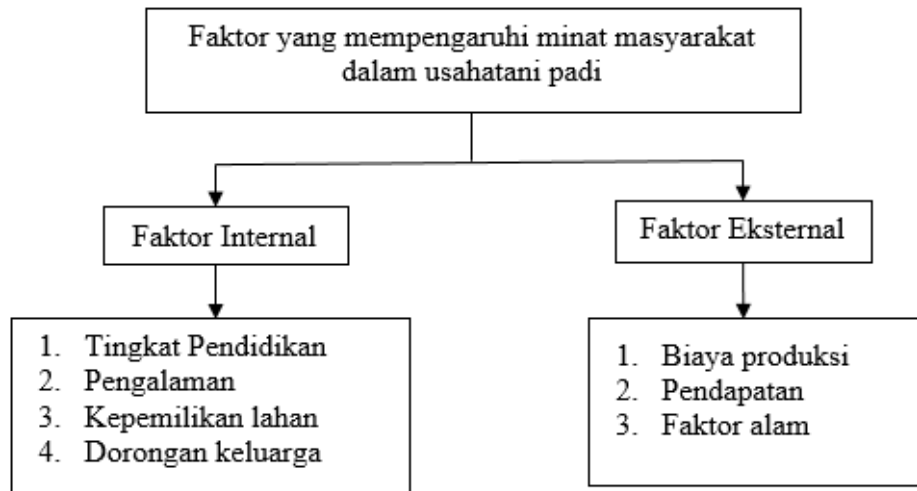 Faktor yang mempengaruhi minat masyarakat
dalam usahatani padi
Faktor Internal
Faktor Eksternal
1. Tingkat Pendidikan
2. Pengalaman
3. Kepemilikan lahan
4. Dorongan keluarga
1. Biaya produksi
2. Pendapatan
3. Faktor alam